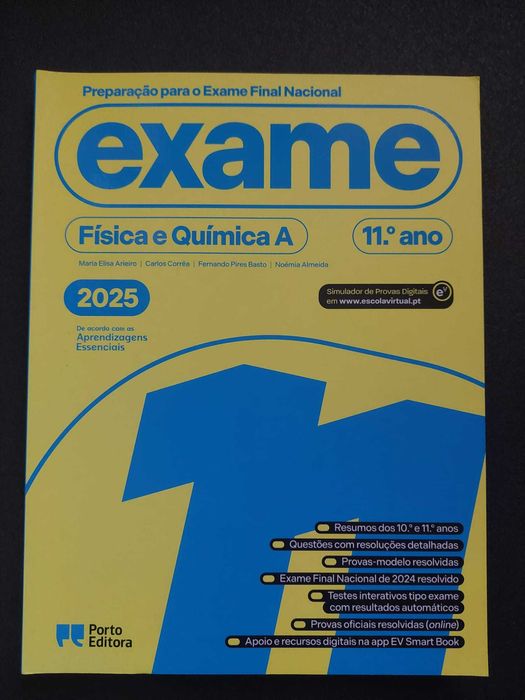 Preparação para o Exame Final Nacional
exame
Física e Química A
11.º ano
Maria Elisa Arieiro | Carlos Corrêa | Fernando Pires Basto | Noémia Almeida
2025
Simulador de Provas Digitais
em www.escolavirtual.pt
eV
De acordo com as
Aprendizagens
Essenciais
11
Resumos dos 10.º e 11.º anos
Questões com resoluções detalhadas
Provas-modelo resolvidas
Exame Final Nacional de 2024 resolvido
Testes interativos tipo exame
com resultados automáticos
Provas oficiais resolvidas (online)
Apoio e recursos digitais na app EV Smart Book
Porto
Editora